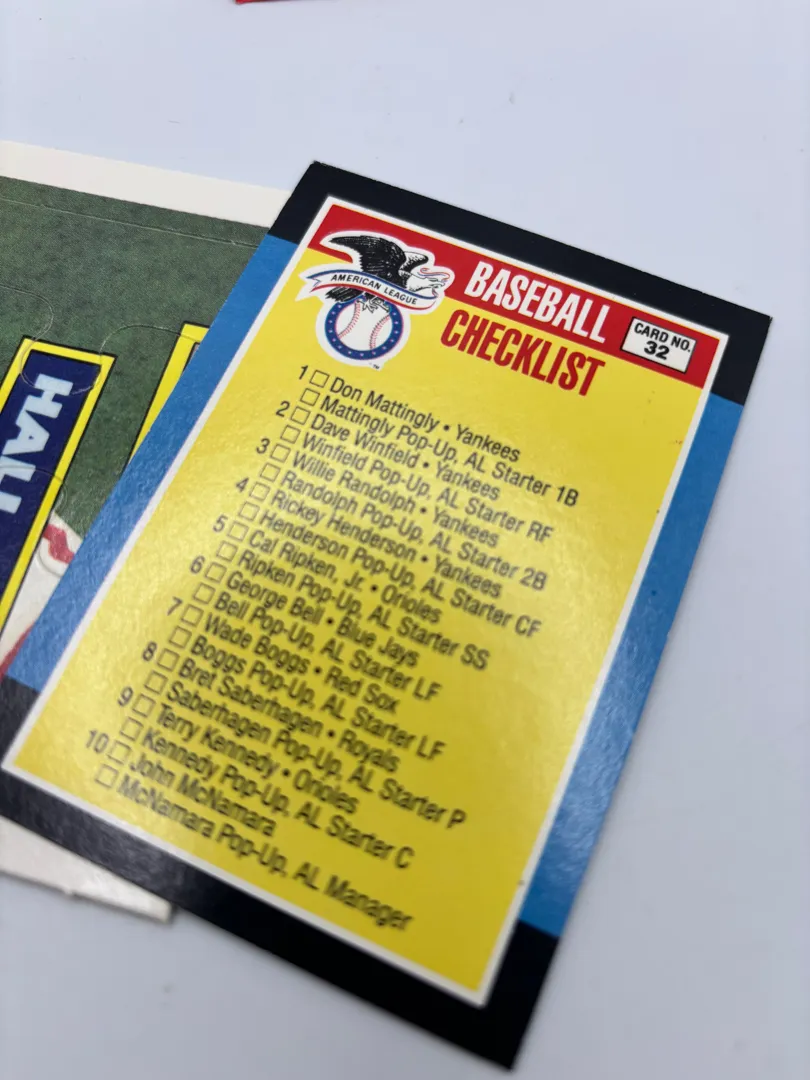 AMERICAN LEAGUE
BASEBALL
CHECKLIST
CARD NO.
32
1 Don Mattingly • Yankees
Mattingly Pop-Up, AL Starter 1B
2 Dave Winfield • Yankees
Winfield Pop-Up, AL Starter RF
3 Willie Randolph • Yankees
Randolph Pop-Up, AL Starter 2B
4 Rickey Henderson • Yankees
Henderson Pop-Up, AL Starter CF
5 Cal Ripken, Jr. • Orioles
Ripken Pop-Up, AL Starter SS
6 George Bell • Blue Jays
Bell Pop-Up, AL Starter LF
7 Wade Boggs • Red Sox
Boggs Pop-Up, AL Starter LF
8 Bret Saberhagen • Royals
Saberhagen Pop-Up, AL Starter P
9 Terry Kennedy • Orioles
Kennedy Pop-Up, AL Starter C
10 John McNamara
McNamara Pop-Up, AL Manager